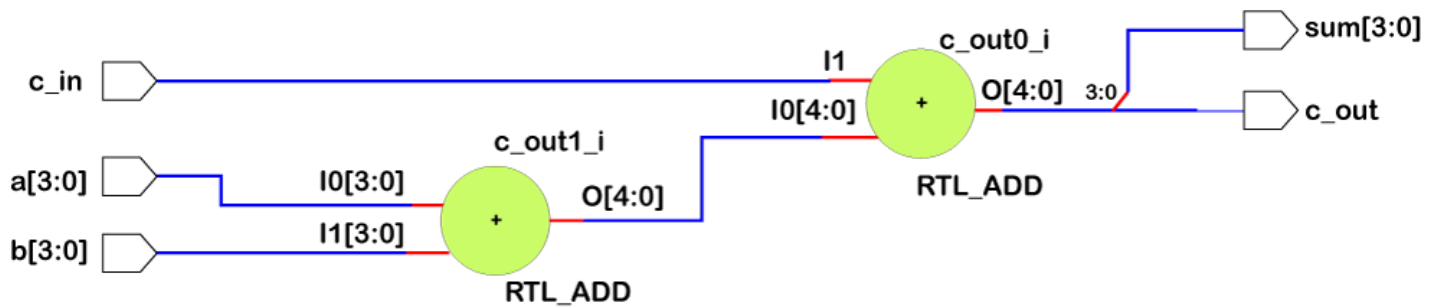 c_in
I1
c_out0_i
+
I0[4:0]
O[4:0]
3:0
sum[3:0]
c_out
RTL_ADD
a[3:0]
b[3:0]
I0[3:0]
I1[3:0]
c_out1_i
+
O[4:0]
RTL_ADD